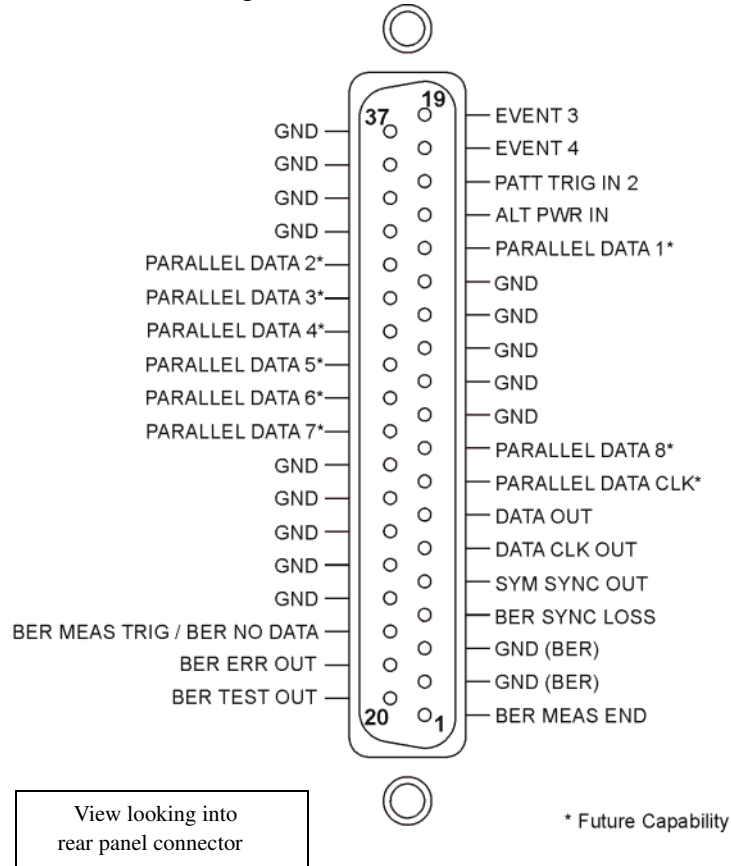 37
19
GND
GND
GND
GND
PARALLEL DATA 2*
PARALLEL DATA 3*
PARALLEL DATA 4*
PARALLEL DATA 5*
PARALLEL DATA 6*
PARALLEL DATA 7*
GND
GND
GND
GND
GND
BER MEAS TRIG / BER NO DATA
BER ERR OUT
BER TEST OUT
EVENT 3
EVENT 4
PATT TRIG IN 2
ALT PWR IN
PARALLEL DATA 1*
GND
GND
GND
GND
GND
PARALLEL DATA 8*
PARALLEL DATA CLK*
DATA OUT
DATA CLK OUT
SYM SYNC OUT
BER SYNC LOSS
GND (BER)
GND (BER)
BER MEAS END
20
1
View looking into
rear panel connector
* Future Capability